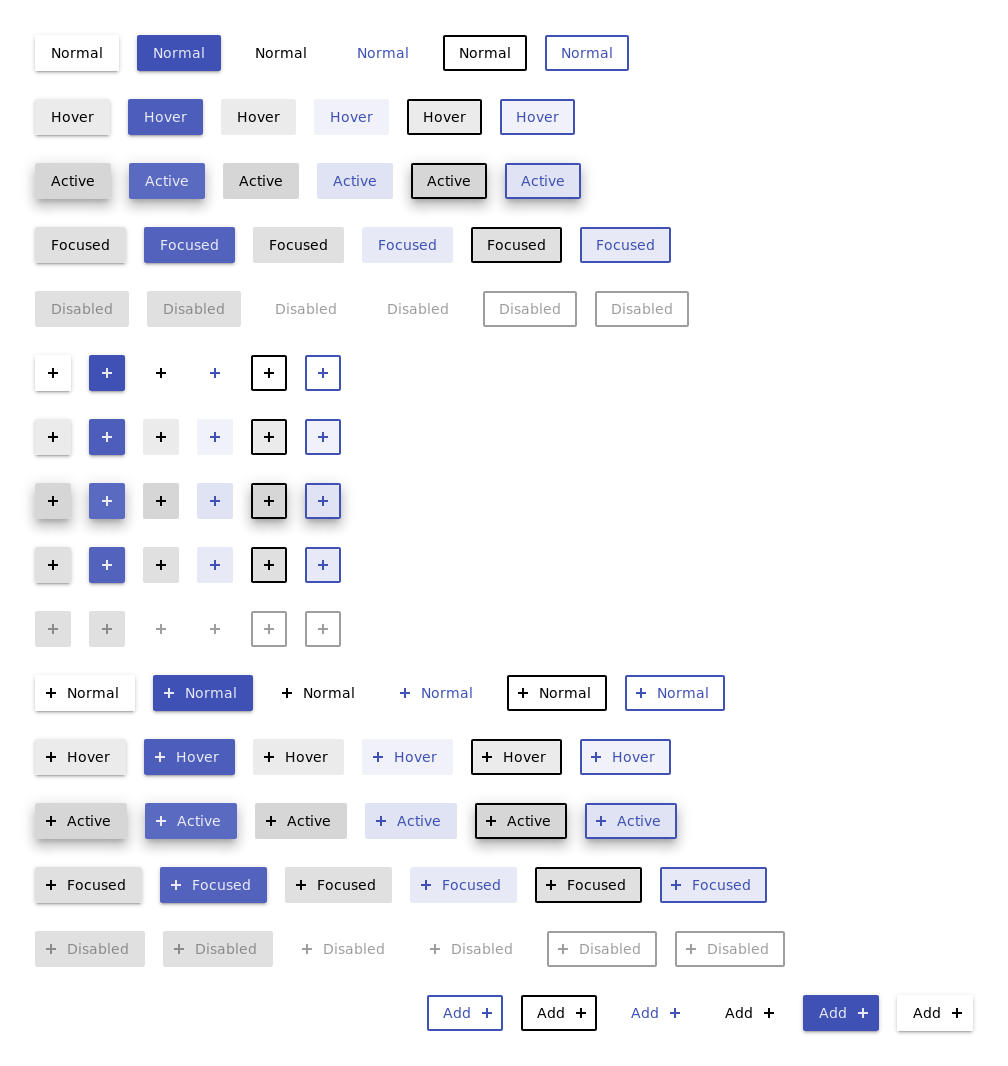 Normal Normal Normal Normal Normal Normal
Hover Hover Hover Hover Hover Hover
Active Active Active Active Active Active
Focused Focused Focused Focused Focused Focused
Disabled Disabled Disabled Disabled Disabled Disabled
+ + + + + +
+ + + + + +
+ + + + + +
+ + + + + +
+ + + + + +
+ Normal + Normal + Normal + Normal + Normal + Normal
+ Hover + Hover + Hover + Hover + Hover + Hover
+ Active + Active + Active + Active + Active + Active
+ Focused + Focused + Focused + Focused + Focused + Focused
+ Disabled + Disabled + Disabled + Disabled + Disabled + Disabled
Add + Add + Add + Add + Add + Add +